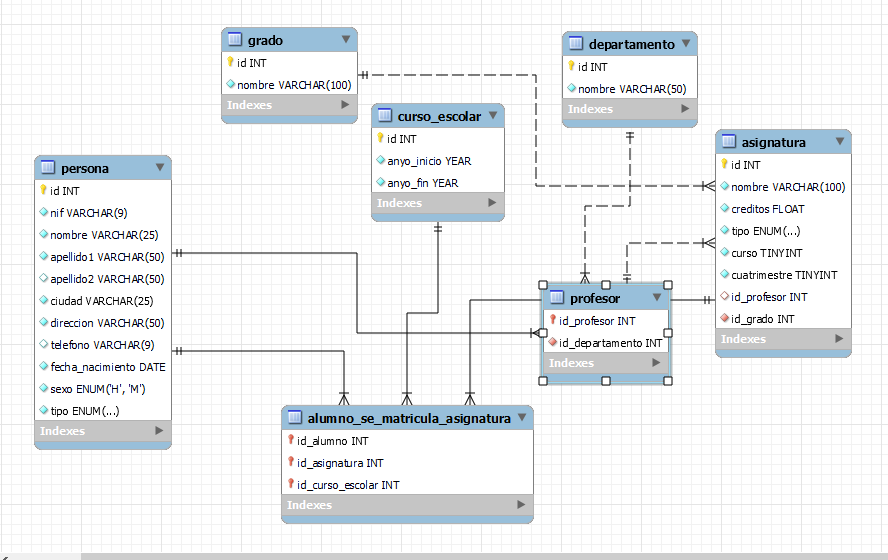 grado
id INT
nombre VARCHAR(100)
Indexes
departamento
id INT
nombre VARCHAR(50)
Indexes
curso_escolar
id INT
anyo_inicio YEAR
anyo_fin YEAR
Indexes
asignatura
id INT
nombre VARCHAR(100)
creditos FLOAT
tipo ENUM(...)
curso TINYINT
cuatrimestre TINYINT
id_profesor INT
id_grado INT
Indexes
persona
id INT
nif VARCHAR(9)
nombre VARCHAR(25)
apellido1 VARCHAR(50)
apellido2 VARCHAR(50)
ciudad VARCHAR(25)
direccion VARCHAR(50)
telefono VARCHAR(9)
fecha_nacimiento DATE
sexo ENUM('H', 'M')
tipo ENUM(...)
Indexes
profesor
id_profesor INT
id_departamento INT
Indexes
alumno_se_matricula_asignatura
id_alumno INT
id_asignatura INT
id_curso_escolar INT
Indexes